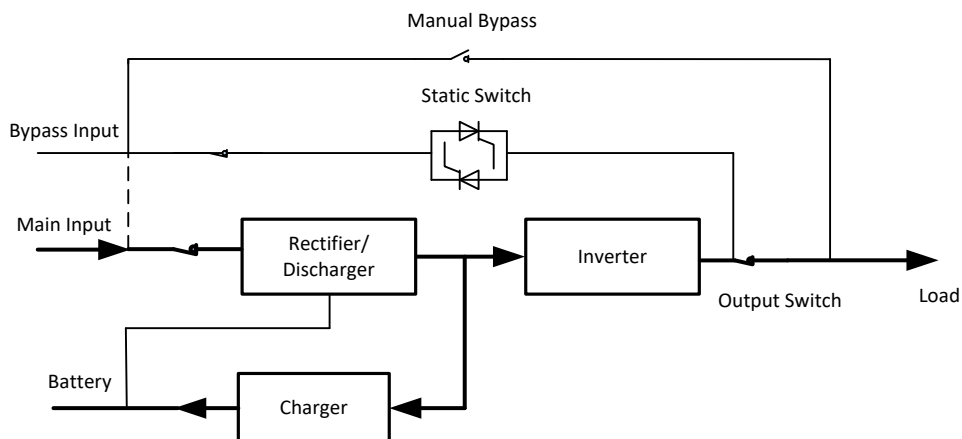 Manual Bypass
Static Switch
Bypass Input
Main Input
Rectifier/
Discharger
Inverter
Output Switch
Load
Battery
Charger